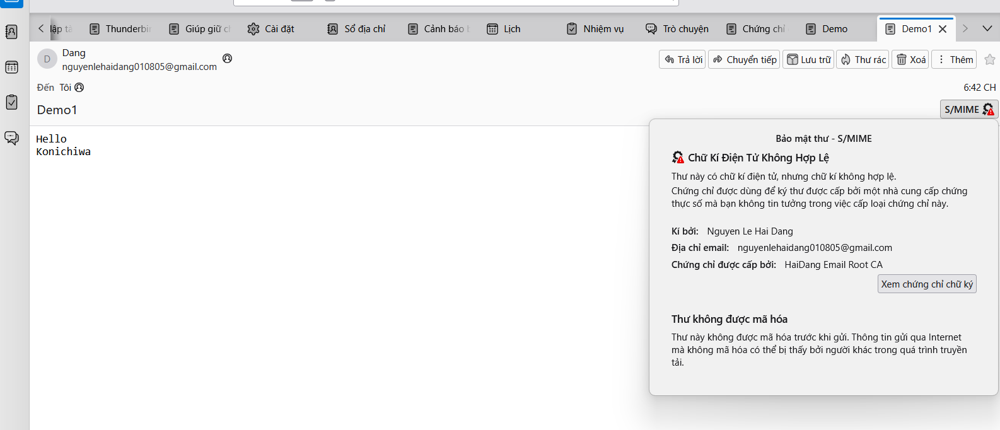 Thunderbir
Giúp giữ
Cài đặt
Sổ địa chỉ
Cảnh báo
Lịch
Nhiệm vụ
Trò chuyện
Chứng chỉ
Demo
Demo1
D
Dang
nguyenlehaidang010805@gmail.com
Trả lời
Chuyển tiếp
Lưu trữ
Thư rác
Xoá
Thêm
Đến Tôi
6:42 CH
Demo1
S/MIME
Hello
Konichiwa
Bảo mật thư - S/MIME
Chữ Kí Điện Tử Không Hợp Lệ
Thư này có chữ kí điện tử, nhưng chữ kí không hợp lệ.
Chứng chỉ được dùng để ký thư được cấp bởi một nhà cung cấp chứng
thực số mà bạn không tin tưởng trong việc cấp loại chứng chỉ này.
Kí bởi: Nguyen Le Hai Dang
Địa chỉ email: nguyenlehaidang010805@gmail.com
Chứng chỉ được cấp bởi: HaiDang Email Root CA
Xem chứng chỉ chữ ký
Thư không được mã hóa
Thư này không được mã hóa trước khi gửi. Thông tin gửi qua Internet
mà không mã hóa có thể bị thấy bởi người khác trong quá trình truyền
tải.